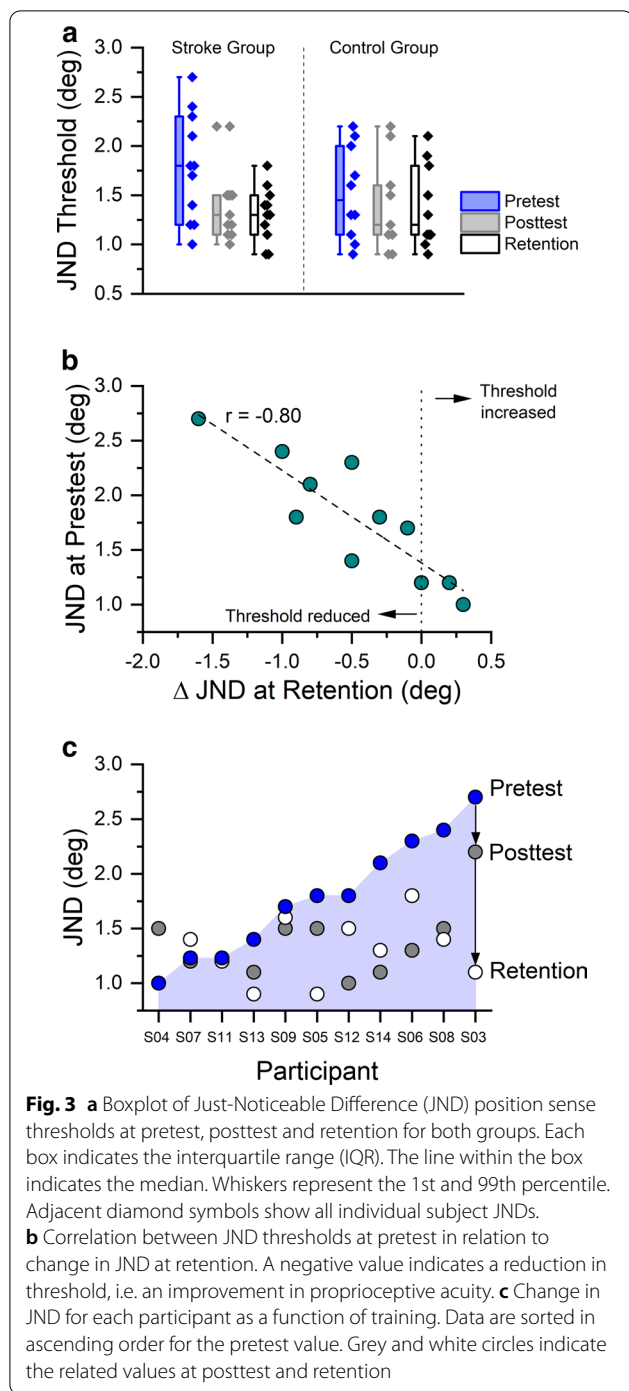 a
Stroke Group
Control Group
JND Threshold (deg)
3.0
2.5
2.0
1.5
1.0
0.5
Pretest
Posttest
Retention
b
JND at Prestest (deg)
3.0
2.5
2.0
1.5
1.0
r = -0.80
Threshold
increased
Threshold reduced
-2.0 -1.5 -1.0 -0.5 0.0 0.5
Δ JND at Retention (deg)
c
JND (deg)
3.0
2.5
2.0
1.5
1.0
Pretest
Posttest
Retention
S04 S07 S11 S13 S09 S05 S12 S14 S06 S08 S03
Participant
Fig. 3 a Boxplot of Just-Noticeable Difference (JND) position sense
thresholds at pretest, posttest and retention for both groups. Each
box indicates the interquartile range (IQR). The line within the box
indicates the median. Whiskers represent the 1st and 99th percentile.
Adjacent diamond symbols show all individual subject JNDs.
b Correlation between JND thresholds at pretest in relation to
change in JND at retention. A negative value indicates a reduction in
threshold, i.e. an improvement in proprioceptive acuity. c Change in
JND for each participant as a function of training. Data are sorted in
ascending order for the pretest value. Grey and white circles indicate
the related values at posttest and retention